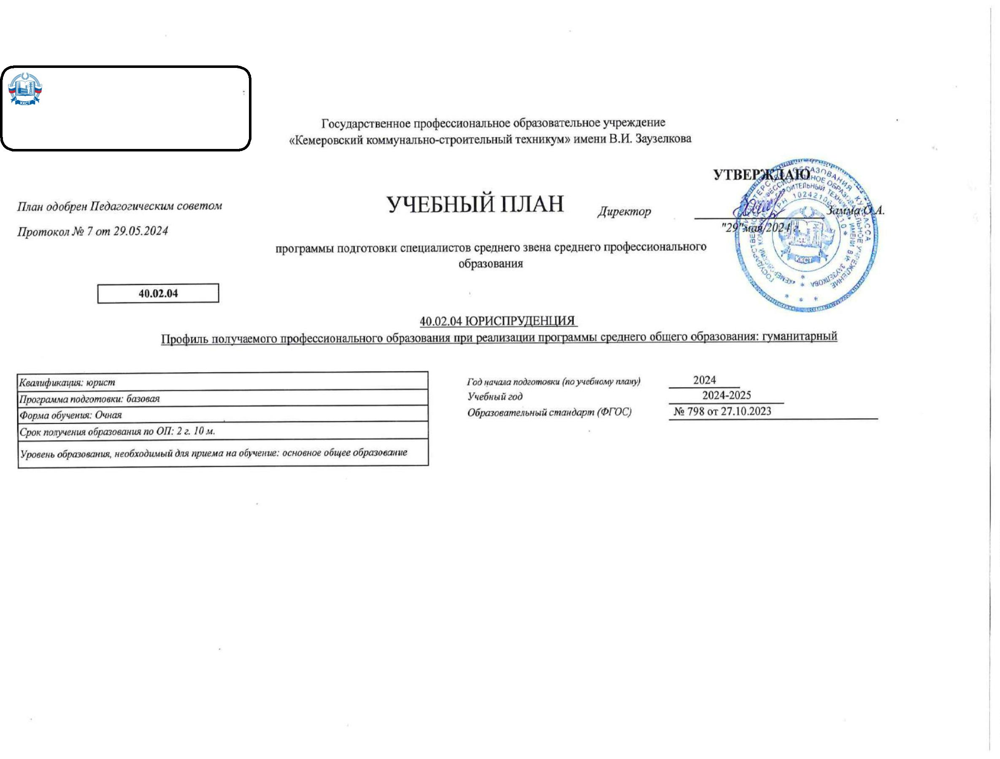 ККСТ
Государственное профессиональное образовательное учреждение
«Кемеровский коммунально-строительный техникум» имени В.И. Заузелкова
УТВЕРЖДАЮ
План одобрен Педагогическим советом
УЧЕБНЫЙ ПЛАН
Директор
Замма О.А.
Протокол № 7 от 29.05.2024
"29" мая 2024 г.
программы подготовки специалистов среднего звена среднего профессионального
образования
40.02.04
40.02.04 ЮРИСПРУДЕНЦИЯ
Профиль получаемого профессионального образования при реализации программы среднего общего образования: гуманитарный
Квалификация: юрист
Программа подготовки: базовая
Форма обучения: Очная
Срок получения образования по ОП: 2 г. 10 м.
Уровень образования, необходимый для приема на обучение: основное общее образование
Год начала подготовки (по учебному плану) 2024
Учебный год 2024-2025
Образовательный стандарт (ФГОС) № 798 от 27.10.2023